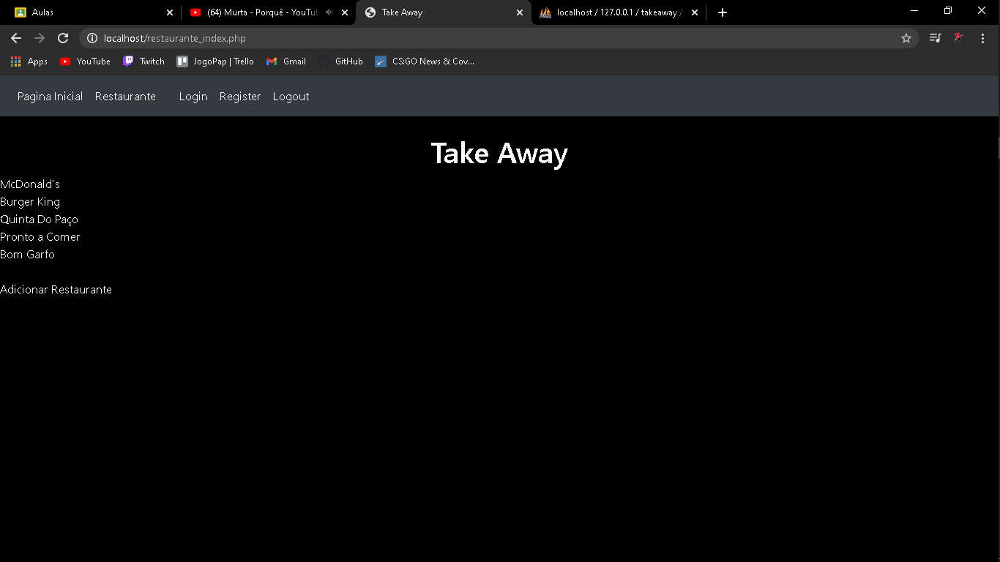 Aulas
(64) Murta - Porquê - YouTub
Take Away
localhost / 127.0.0.1 / takeaway /
localhost/restaurante_index.php
Apps
YouTube
Twitch
JogoPap | Trello
Gmail
GitHub
CS:GO News & Cov...
Pagina Inicial
Restaurante
Login
Register
Logout
Take Away
McDonald's
Burger King
Quinta Do Paço
Pronto a Comer
Bom Garfo
Adicionar Restaurante